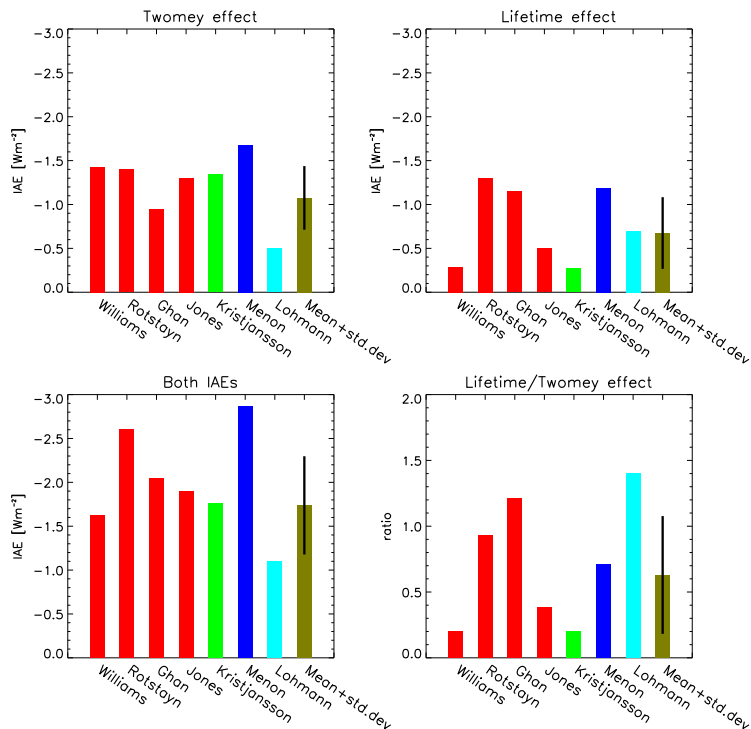 Twomey effect
IAE [Wm⁻²]
-3.0
-2.5
-2.0
-1.5
-1.0
-0.5
0.0
Williams
Rotstayn
Ghan
Jones
Kristjansson
Menon
Lohmann
Mean+std.dev
Lifetime effect
IAE [Wm⁻²]
-3.0
-2.5
-2.0
-1.5
-1.0
-0.5
0.0
Williams
Rotstayn
Ghan
Jones
Kristjansson
Menon
Lohmann
Mean+std.dev
Both IAEs
IAE [Wm⁻²]
-3.0
-2.5
-2.0
-1.5
-1.0
-0.5
0.0
Williams
Rotstayn
Ghan
Jones
Kristjansson
Menon
Lohmann
Mean+std.dev
Lifetime/Twomey effect
ratio
2.0
1.5
1.0
0.5
0.0
Williams
Rotstayn
Ghan
Jones
Kristjansson
Menon
Lohmann
Mean+std.dev